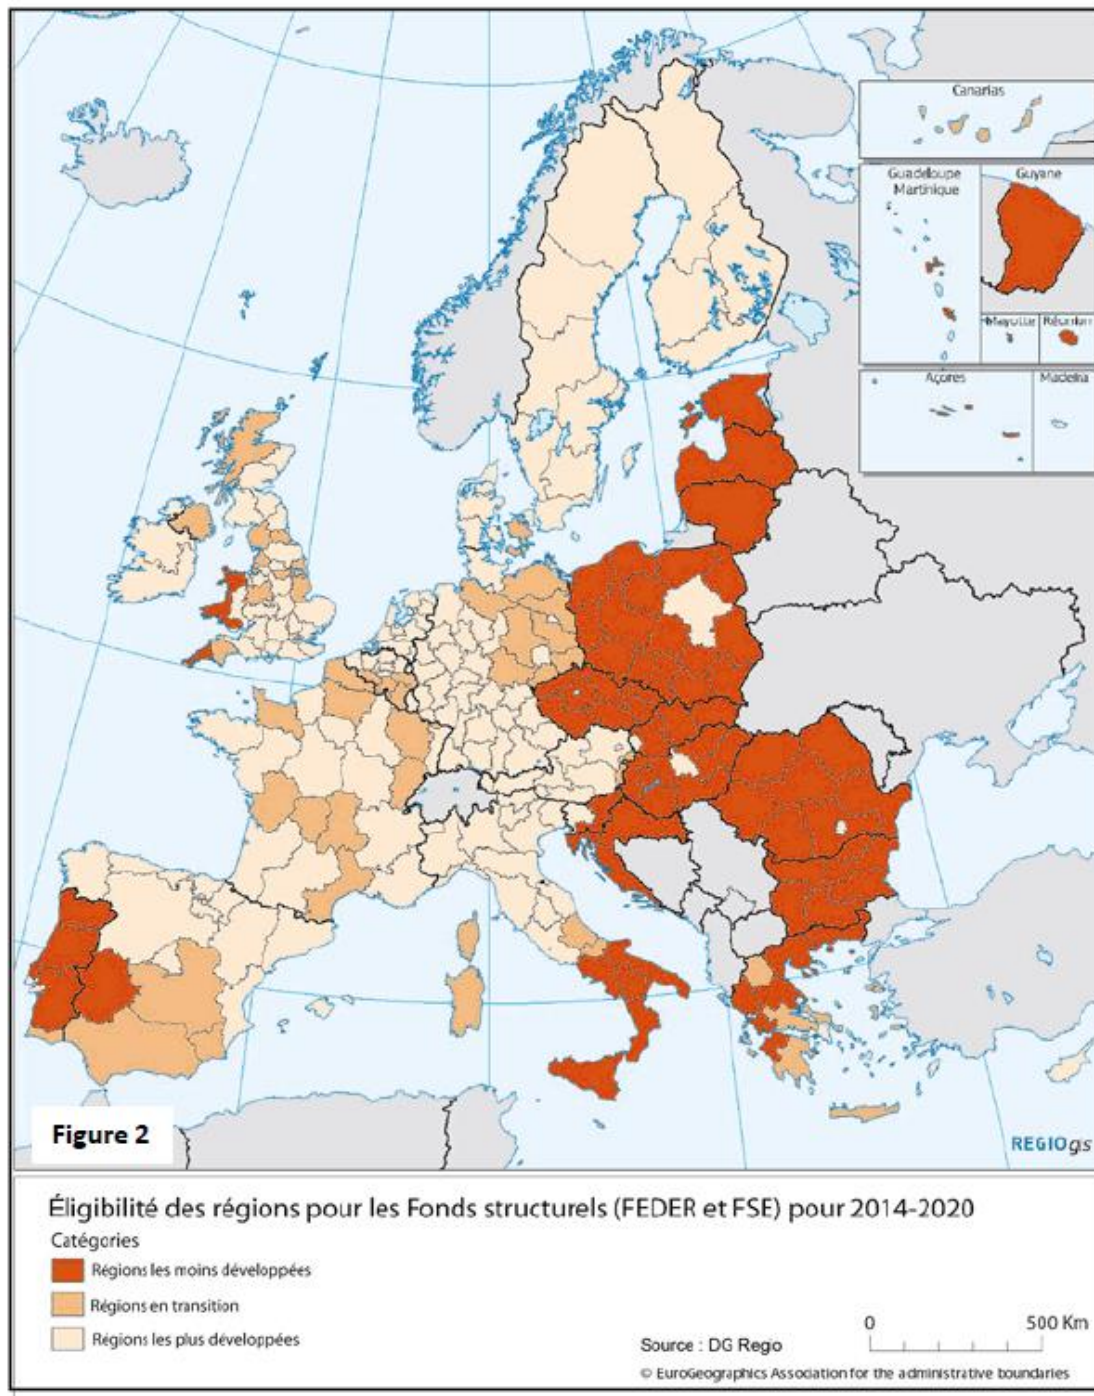 Canarias
Guadeloupe
Martinique
Guyane
Mayotte
Réunion
Açores
Madeira
Figure 2
REGIOgis
Éligibilité des régions pour les Fonds structurels (FEDER et FSE) pour 2014-2020
Catégories
Régions les moins développées
Régions en transition
Régions les plus développées
0 500 Km
Source : DG Regio
© EuroGeographics Association for the administrative boundaries